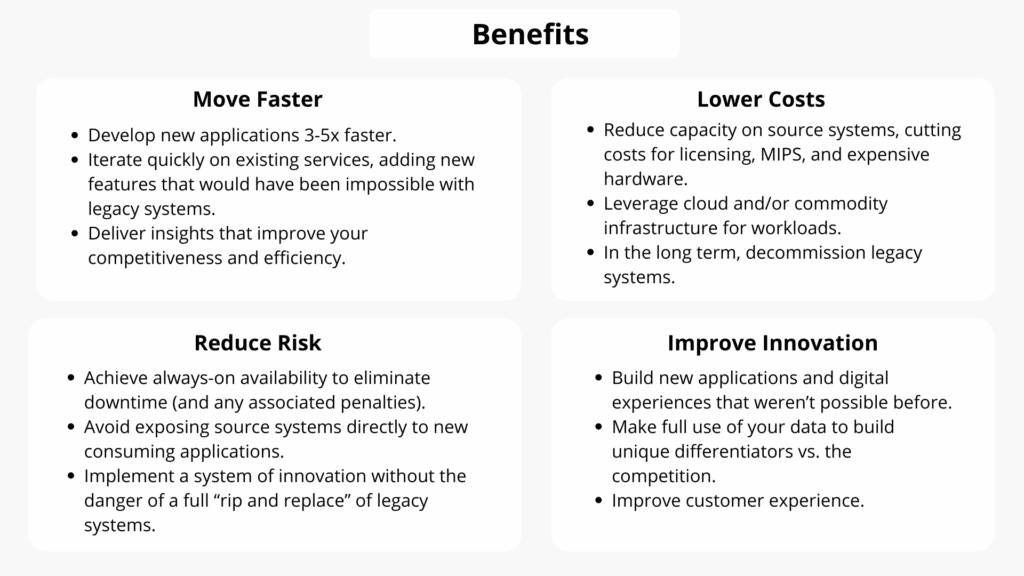 Benefits
Move Faster
• Develop new applications 3-5x faster.
• Iterate quickly on existing services, adding new
features that would have been impossible with
legacy systems.
• Deliver insights that improve your
competitiveness and efficiency.
Lower Costs
• Reduce capacity on source systems, cutting
costs for licensing, MIPS, and expensive
hardware.
• Leverage cloud and/or commodity
infrastructure for workloads.
• In the long term, decommission legacy
systems.
Reduce Risk
• Achieve always-on availability to eliminate
downtime (and any associated penalties).
• Avoid exposing source systems directly to new
consuming applications.
• Implement a system of innovation without the
danger of a full “rip and replace” of legacy
systems.
Improve Innovation
• Build new applications and digital
experiences that weren’t possible before.
• Make full use of your data to build
unique differentiators vs. the
competition.
• Improve customer experience.